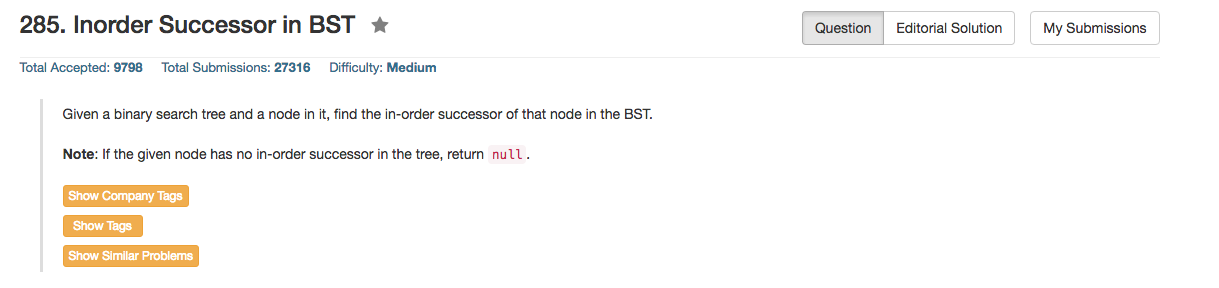 285. Inorder Successor in BST
Question Editorial Solution My Submissions
Total Accepted: 9798 Total Submissions: 27316 Difficulty: Medium
Given a binary search tree and a node in it, find the in-order successor of that node in the BST.
Note: If the given node has no in-order successor in the tree, return null.
Show Company Tags
Show Tags
Show Similar Problems